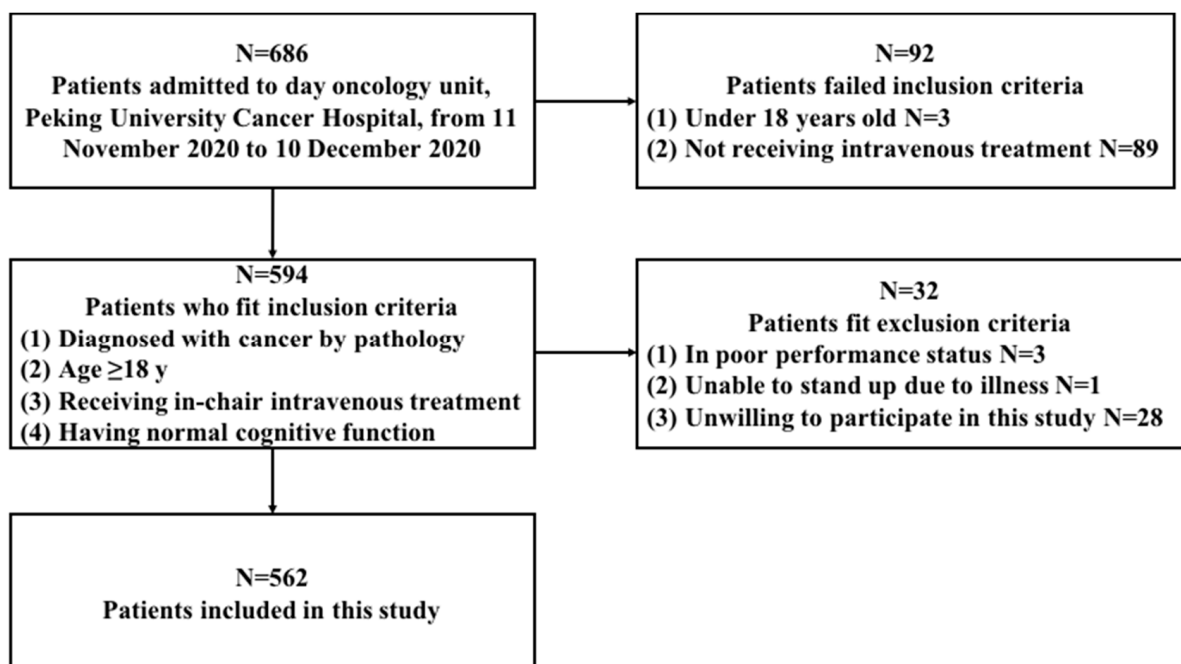 N=686
Patients admitted to day oncology unit,
Peking University Cancer Hospital, from 11
November 2020 to 10 December 2020
N=92
Patients failed inclusion criteria
(1) Under 18 years old N=3
(2) Not receiving intravenous treatment N=89
N=594
Patients who fit inclusion criteria
(1) Diagnosed with cancer by pathology
(2) Age ≥18 y
(3) Receiving in-chair intravenous treatment
(4) Having normal cognitive function
N=32
Patients fit exclusion criteria
(1) In poor performance status N=3
(2) Unable to stand up due to illness N=1
(3) Unwilling to participate in this study N=28
N=562
Patients included in this study